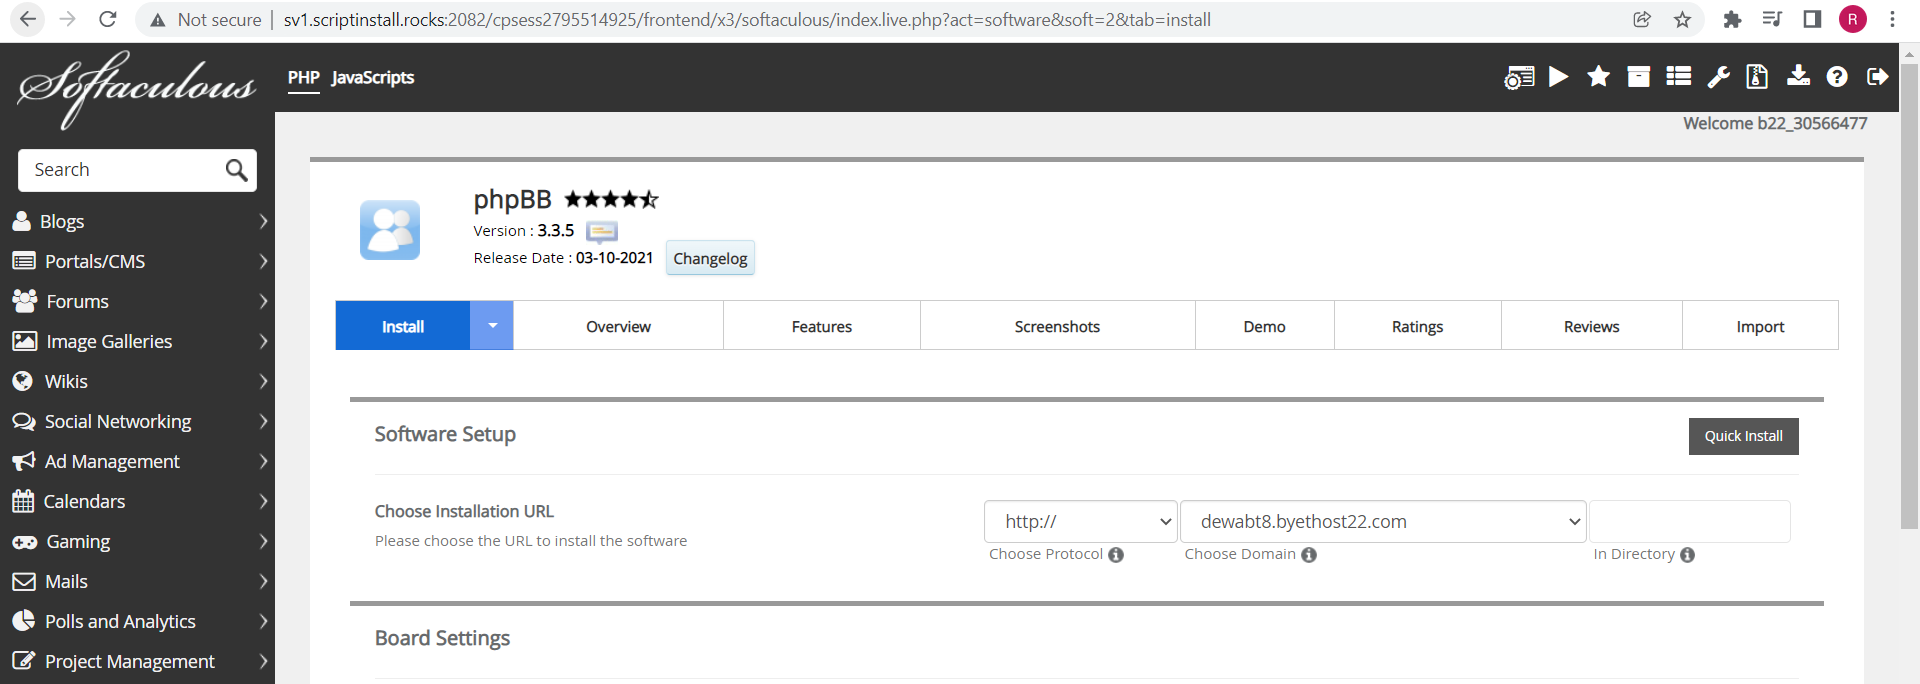 Not secure | sv1.scriptinstall.rocks:2082/cpsess2795514925/frontend/x3/softaculous/index.live.php?act=software&soft=2&tab=install
R
Softaculous
PHP JavaScripts
Welcome b22_30566477
Search
Blogs
Portals/CMS
Forums
Image Galleries
Wikis
Social Networking
Ad Management
Calendars
Gaming
Mails
Polls and Analytics
Project Management
phpBB
Version : 3.3.5
Release Date : 03-10-2021 Changelog
Install Overview Features Screenshots Demo Ratings Reviews Import
Software Setup Quick Install
Choose Installation URL
Please choose the URL to install the software
http:// dewabt8.byethost22.com
Choose Protocol Choose Domain In Directory
Board Settings